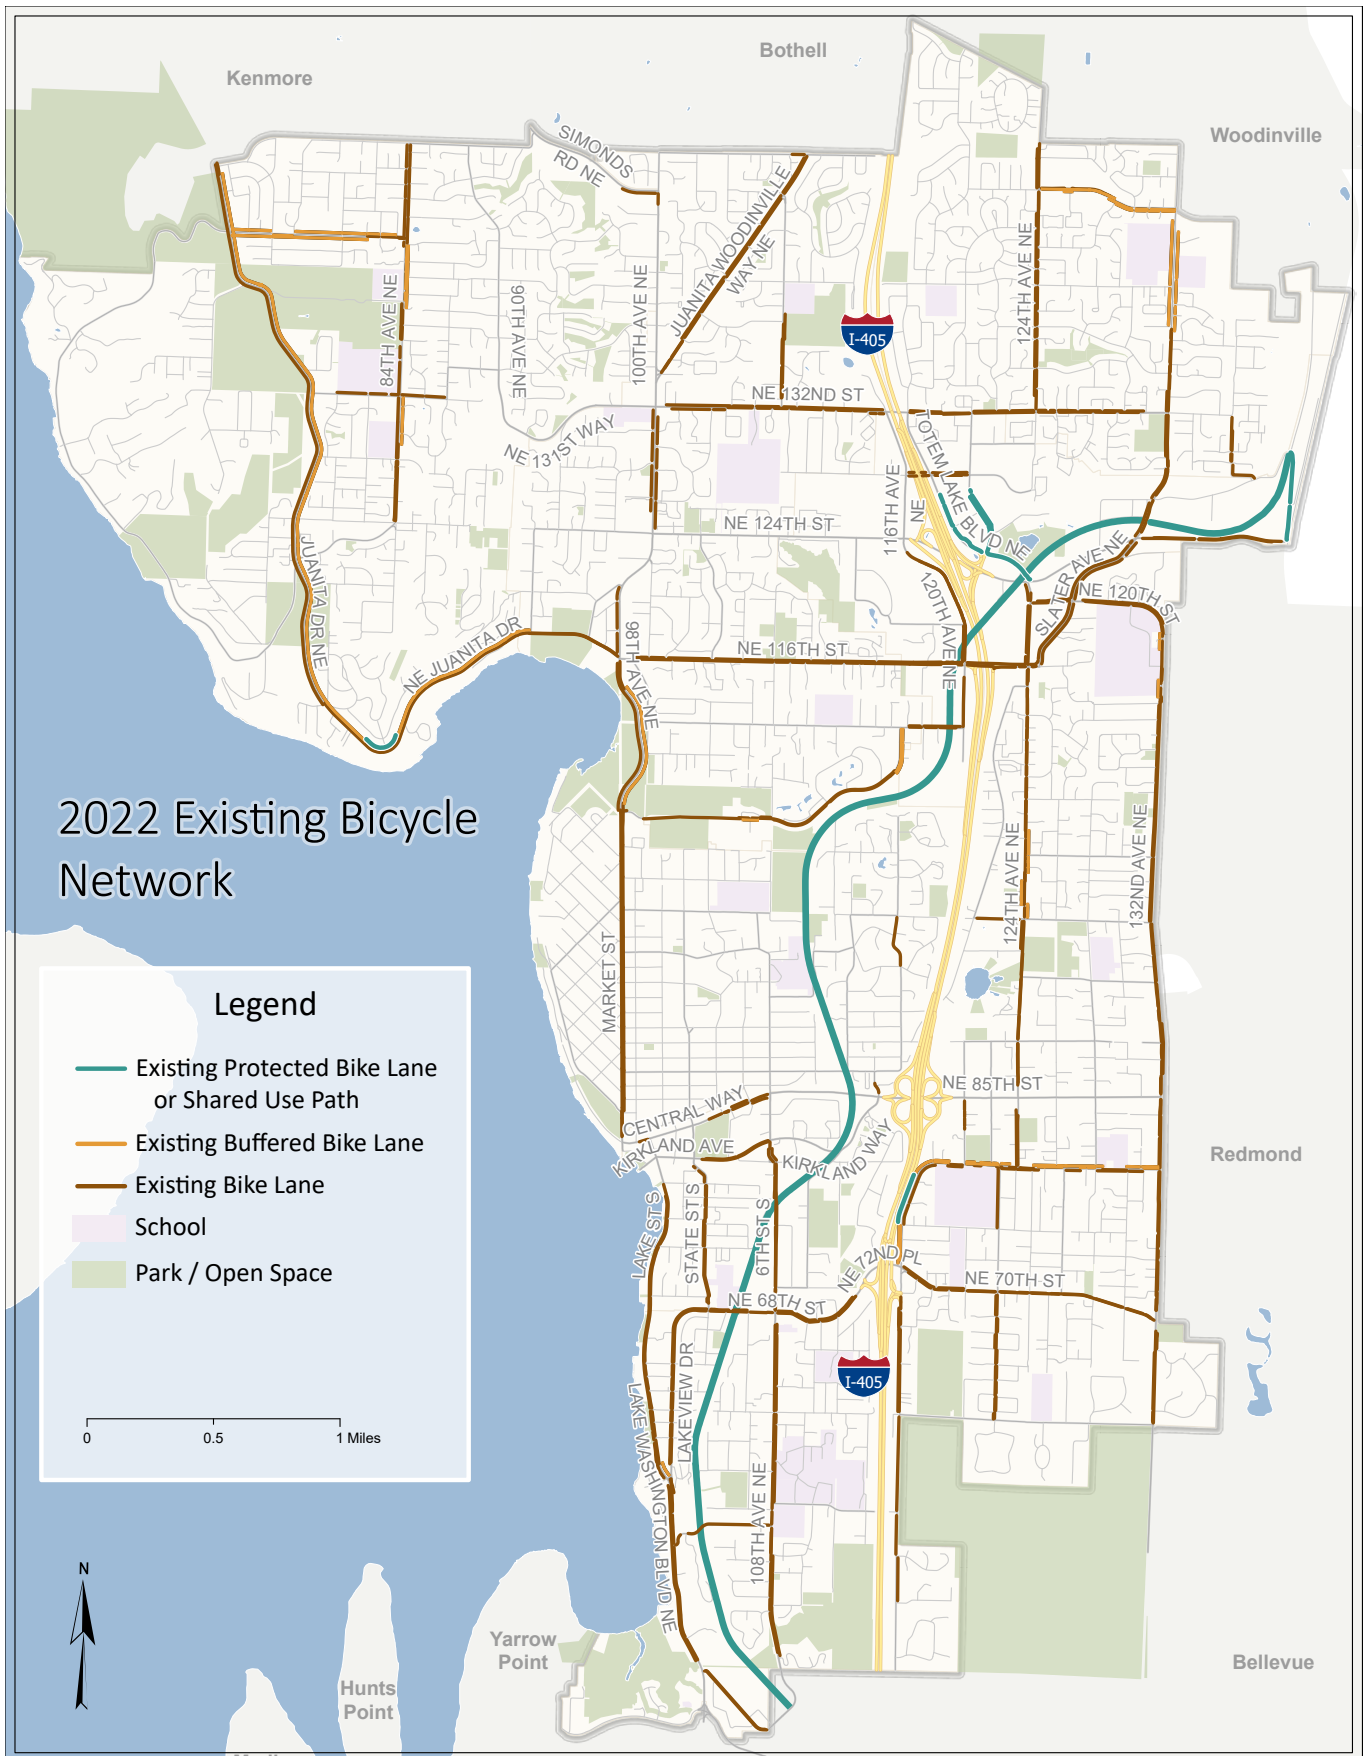 Bothell
Kenmore
Woodinville
SIMONDS
RD NE
JUANITA WOODINVILLE
WAY NE
124TH AVE NE
100TH AVE NE
90TH AVE NE
84TH AVE NE
I-405
NE 132ND ST
NE 131ST WAY
TOTEM LAKE BLVD NE
116TH AVE
NE
NE 124TH ST
SLATER AVE NE
NE 120TH ST
120TH AVE NE
JUANITA DR NE
NE JUANITA DR
98TH AVE NE
NE 116TH ST
2022 Existing Bicycle
Network
124TH AVE NE
132ND AVE NE
MARKET ST
Legend
Existing Protected Bike Lane
or Shared Use Path
Existing Buffered Bike Lane
Existing Bike Lane
School
Park / Open Space
0 0.5 1 Miles
NE 85TH ST
CENTRAL WAY
KIRKLAND AVE
KIRKLAND WAY
Redmond
LAKE ST S
STATE ST S
6TH ST S
NE 72ND PL
NE 70TH ST
NE 68TH ST
I-405
LAKEVIEW DR
LAKE WASHINGTON BLVD NE
108TH AVE NE
N
Yarrow
Point
Hunts
Point
Bellevue